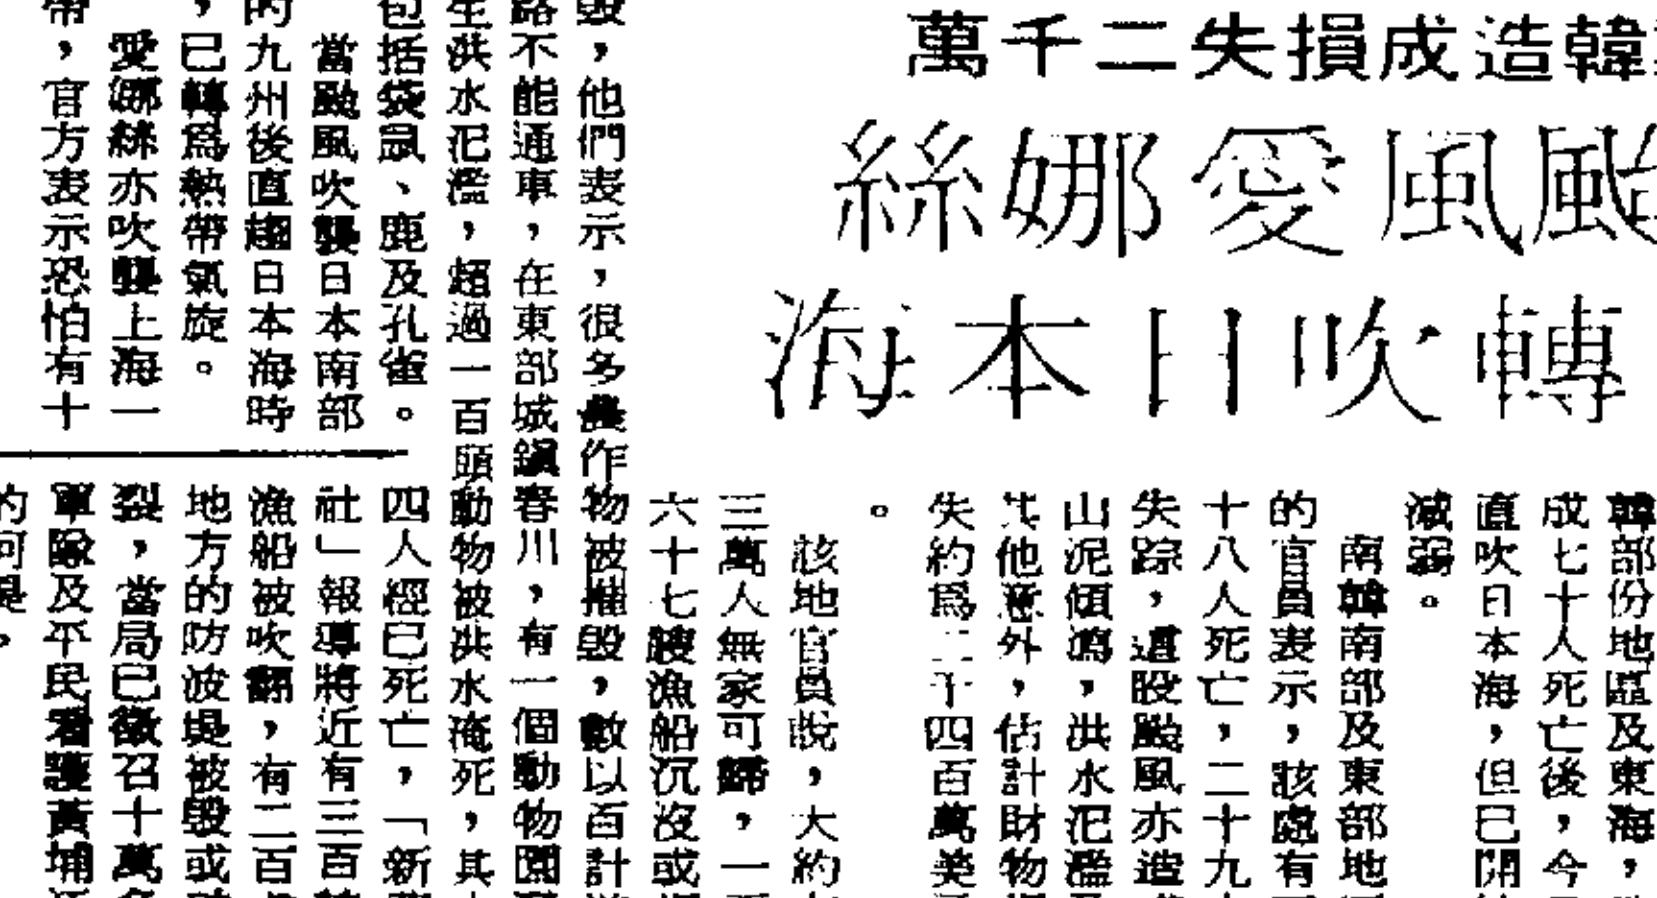 韓造成損失二千萬
颱風愛娜絲
轉吹日本海
韓部份地區及東海，
成七十人死亡後，今
直吹日本海，但已開
減弱。
南韓南部及東部地
的官員表示，該處有
十八人死亡，二十九
失踪，這股颱風亦造
山泥傾瀉，洪水氾濫
其他意外，估計財物
失約爲二千四百萬美
。
該地官員說，大約
三萬人無家可歸，一
六十七艘漁船沉沒或
毀，他們表示，很多農作物被摧毀，數以百計
路不能通車，在東部城鎮春川，有一個動物園
生洪水氾濫，超過一百頭動物被洪水淹死，其
包括袋鼠、鹿及孔雀。
當颱風吹襲日本南部
的九州後直趨日本海時
，已轉爲熱帶氣旋。
愛娜絲亦吹襲上海一
帶，官方表示恐怕有十
四人經已死亡，「新
社」報導將近有三百
漁船被吹翻，有二百
地方的防波堤被毀或
裂，當局已徵召十萬
軍隊及平民看護黃埔
的河堤，